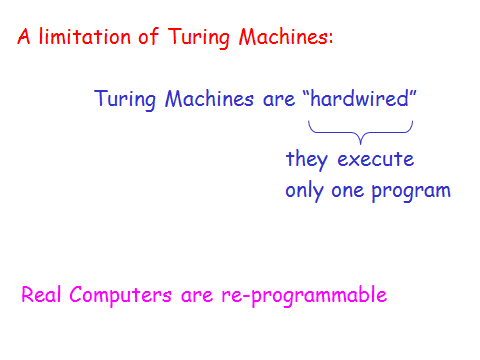 A limitation of Turing Machines:
Turing Machines are “hardwired”
they execute
only one program
Real Computers are re-programmable